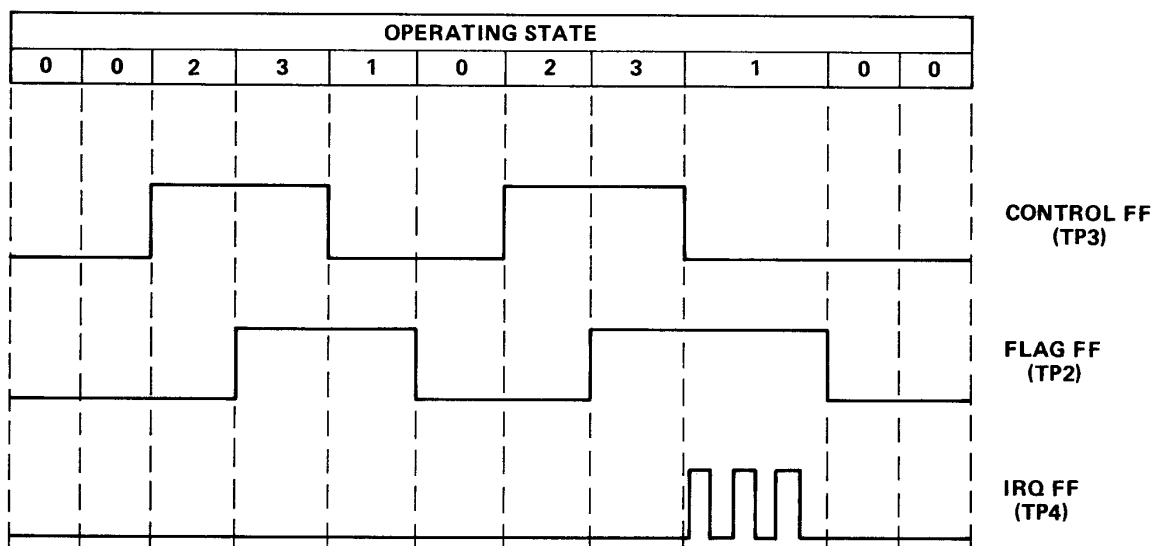 OPERATING STATE
0 0 2 3 1 0 2 3 1 0 0
CONTROL FF
(TP3)
FLAG FF
(TP2)
IRQ FF
(TP4)